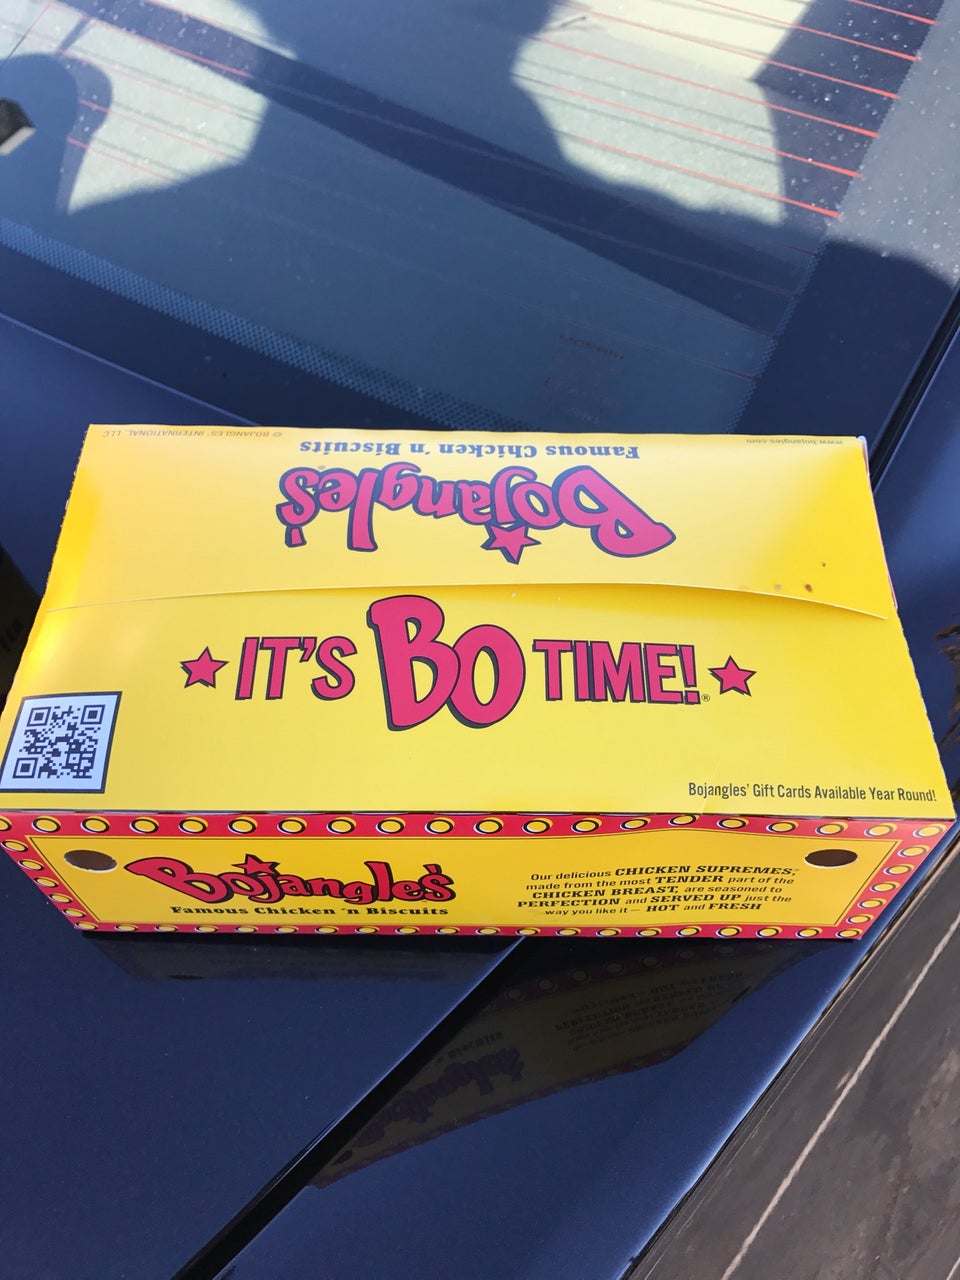 © BOJANGLES' INTERNATIONAL, LLC
www.bojangles.com
Famous Chicken 'n Biscuits
Bojangles'®
IT'S BO TIME!®
Bojangles' Gift Cards Available Year Round!
Bojangles'
Famous Chicken 'n Biscuits
Our delicious CHICKEN SUPREMES,®
made from the most TENDER part of the
CHICKEN BREAST, are seasoned to
PERFECTION and SERVED UP just the
way you like it — HOT and FRESH